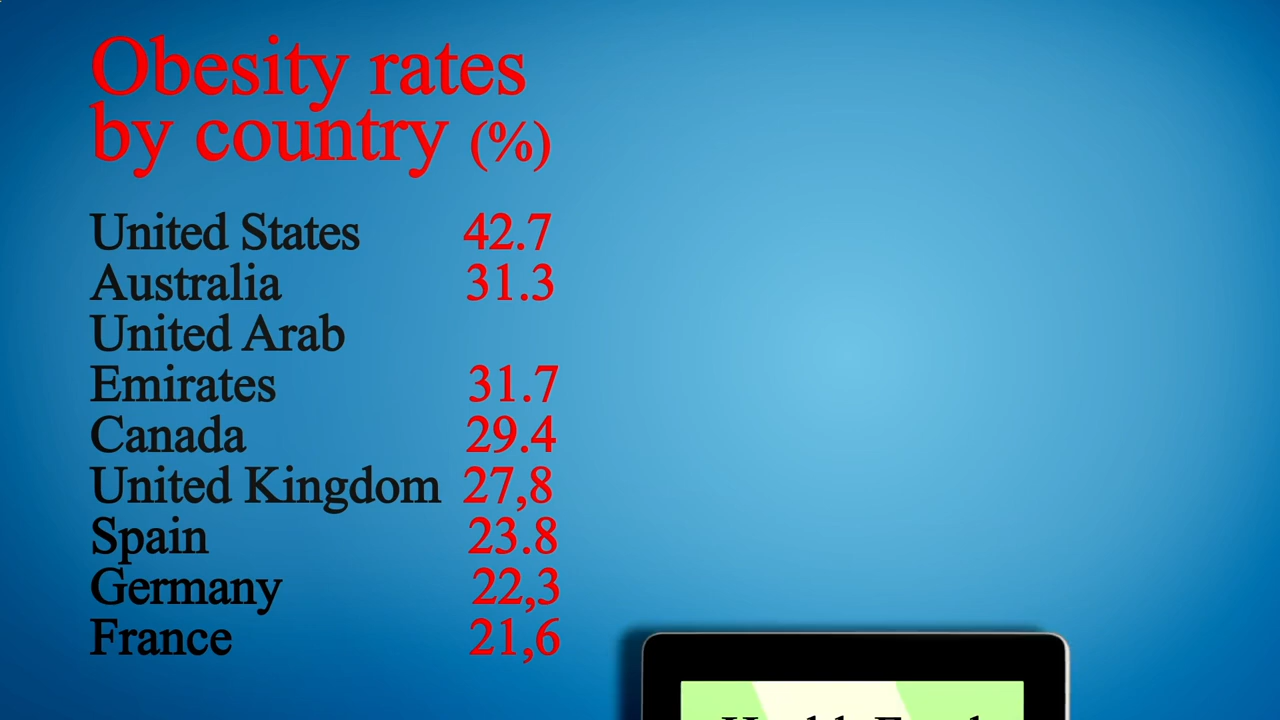 Obesity rates
by country (%)
United States 42.7
Australia 31.3
United Arab
Emirates 31.7
Canada 29.4
United Kingdom 27,8
Spain 23.8
Germany 22,3
France 21,6